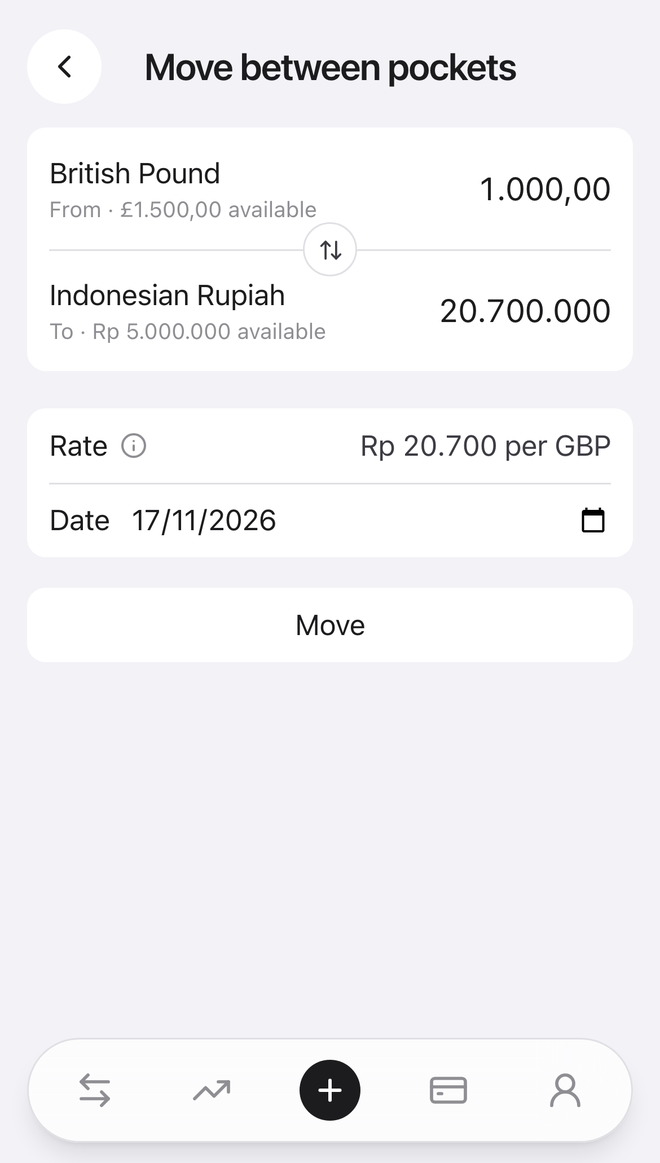 Move between pockets
British Pound
From · £1.500,00 available
1.000,00
Indonesian Rupiah
To · Rp 5.000.000 available
20.700.000
Rate
Rp 20.700 per GBP
Date 17/11/2026
Move